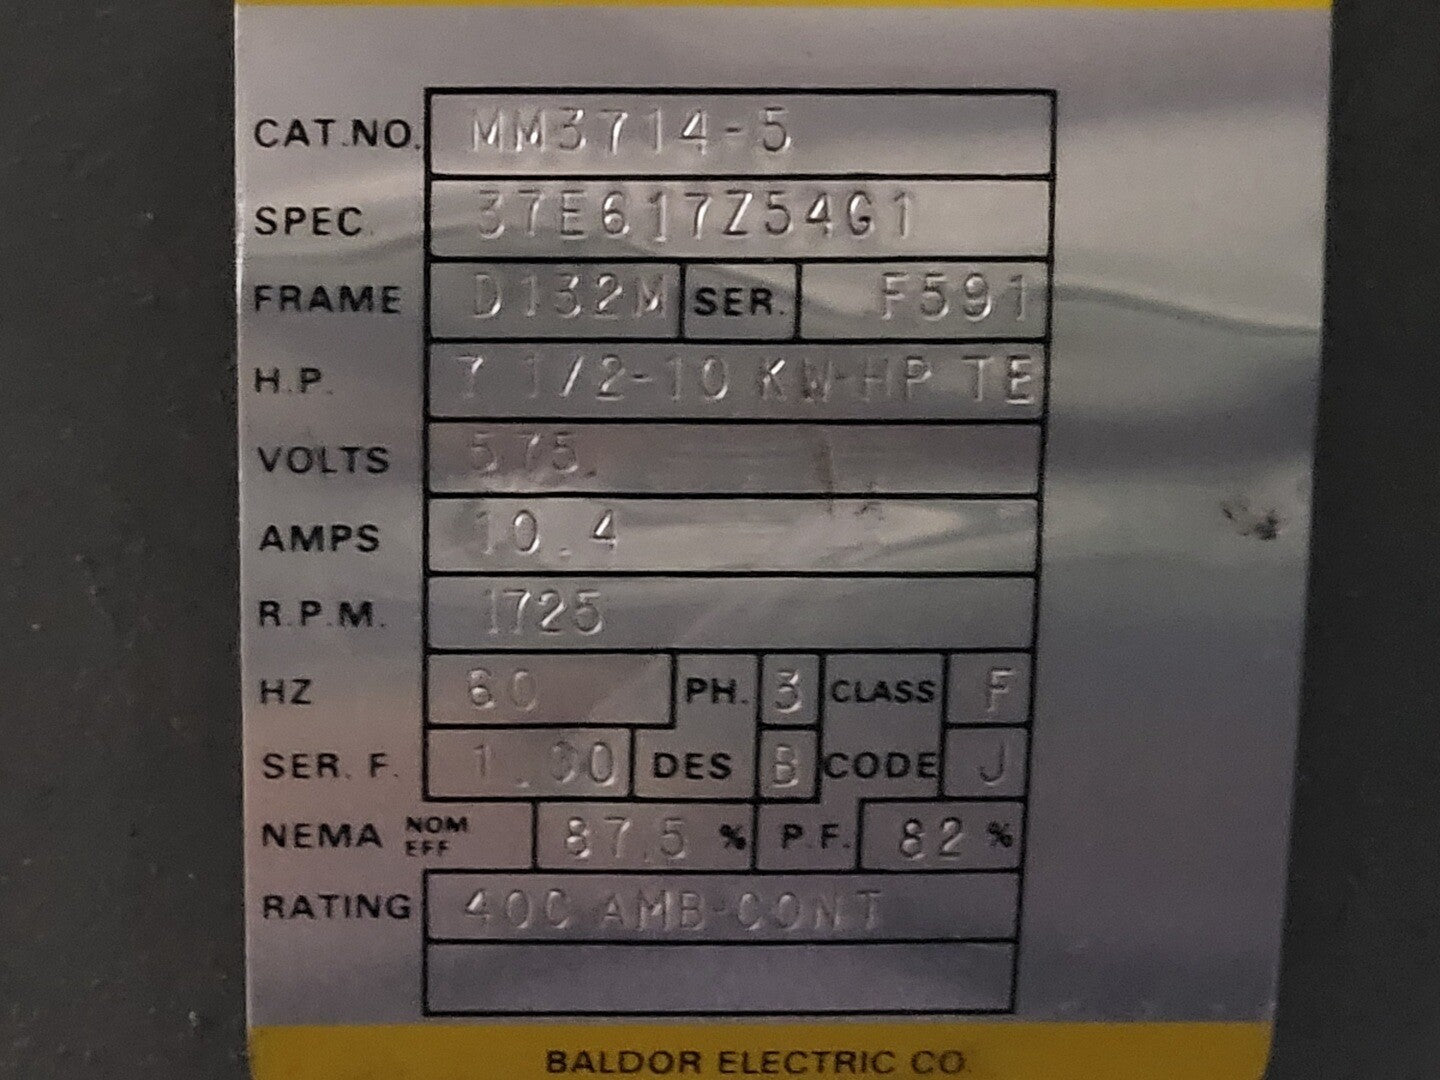 CAT.NO. MM3714-5
SPEC. 37E617Z54G1
FRAME D132M SER. F591
H.P. 7 1/2-10 KW-HP TE
VOLTS 575
AMPS 10.4
R.P.M. 1725
HZ 60 PH. 3 CLASS F
SER. F. 1.00 DES B CODE J
NEMA NOM EFF 87.5 % P.F. 82 %
RATING 40C AMB-CONT
BALDOR ELECTRIC CO.